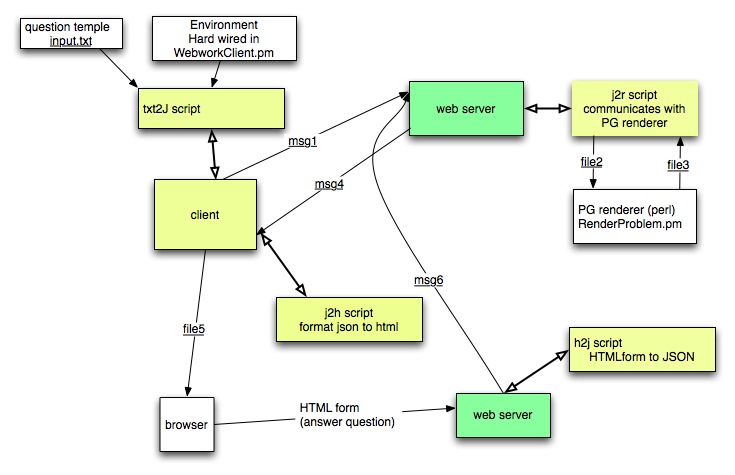 question temple
input.txt
Environment
Hard wired in
WebworkClient.pm
txt2J script
web server
j2r script
communicates with
PG renderer
msg1
file2
file3
msg4
client
PG renderer (perl)
RenderProblem.pm
msg6
j2h script
format json to html
file5
h2j script
HTMLform to JSON
browser
HTML form
(answer question)
web server